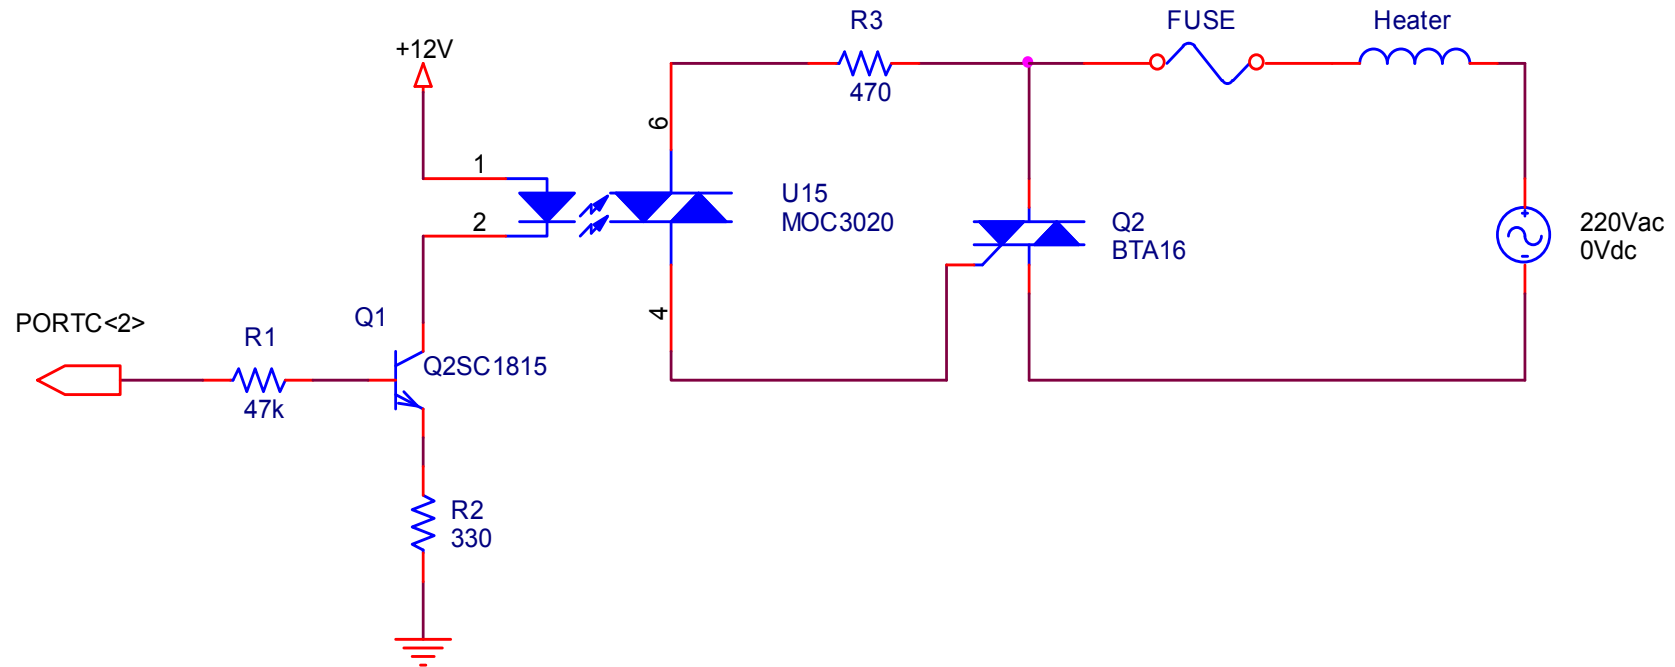 R3
FUSE
Heater
+12V
470
6
1
U15
MOC3020
2
Q2
BTA16
220Vac
0Vdc
4
PORTC<2>
Q1
R1
Q2SC1815
47k
R2
330